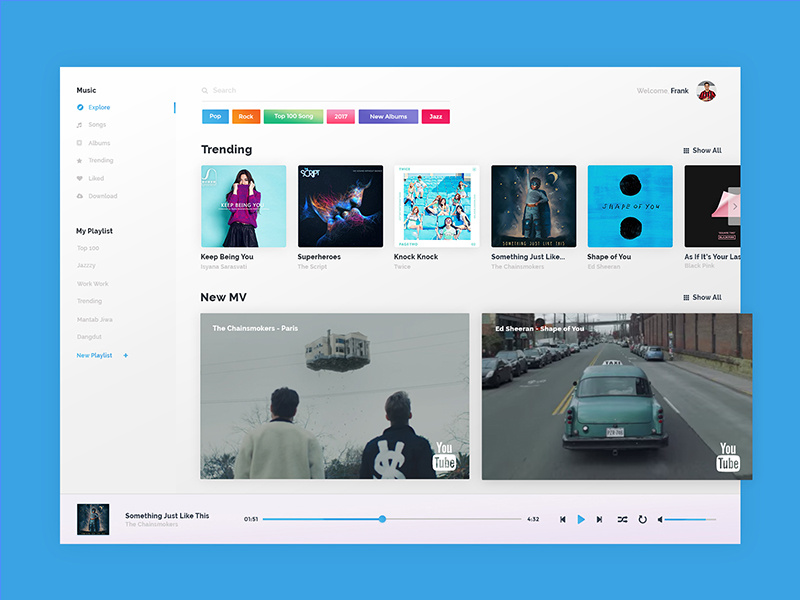 Music
Explore
Songs
Albums
Trending
Liked
Download
My Playlist
Top 100
Jazzzy
Work Work
Trending
Mantab Jiwa
Dangdut
New Playlist +
Search
Welcome, Frank
Pop Rock Top 100 Song 2017 New Albums Jazz
Trending
Show All
KEEP BEING YOU
Keep Being You
Isyana Sarasvati
the SCRIPT
Superheroes
The Script
TWICE
Knock Knock
Twice
SOMETHING JUST LIKE THIS
Something Just Like...
The Chainsmokers
SHAPE OF YOU
Shape of You
Ed Sheeran
As If It's Your Las
Black Pink
New MV
Show All
The Chainsmokers - Paris
You
Tube
Ed Sheeran - Shape of You
TAXI
You
Tube
Something Just Like This
The Chainsmokers
01:51
4:32